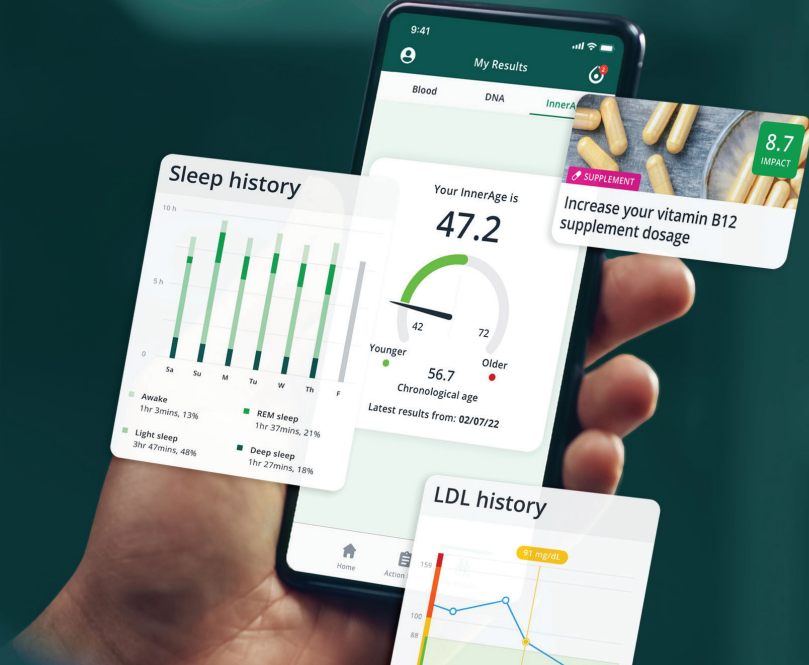 9:41
My Results
2
Blood
DNA
InnerA
Your InnerAge is
47.2
42
72
Younger
Older
56.7
Chronological age
Latest results from: 02/07/22
Home
Action
8.7
IMPACT
SUPPLEMENT
Increase your vitamin B12
supplement dosage
Sleep history
10 h
5 h
0
Sa
Su
M
Tu
W
Th
F
Awake
1hr 3mins, 13%
REM sleep
1hr 37mins, 21%
Light sleep
3hr 47mins, 48%
Deep sleep
1hr 27mins, 18%
LDL history
91 mg/dL
159
100
88